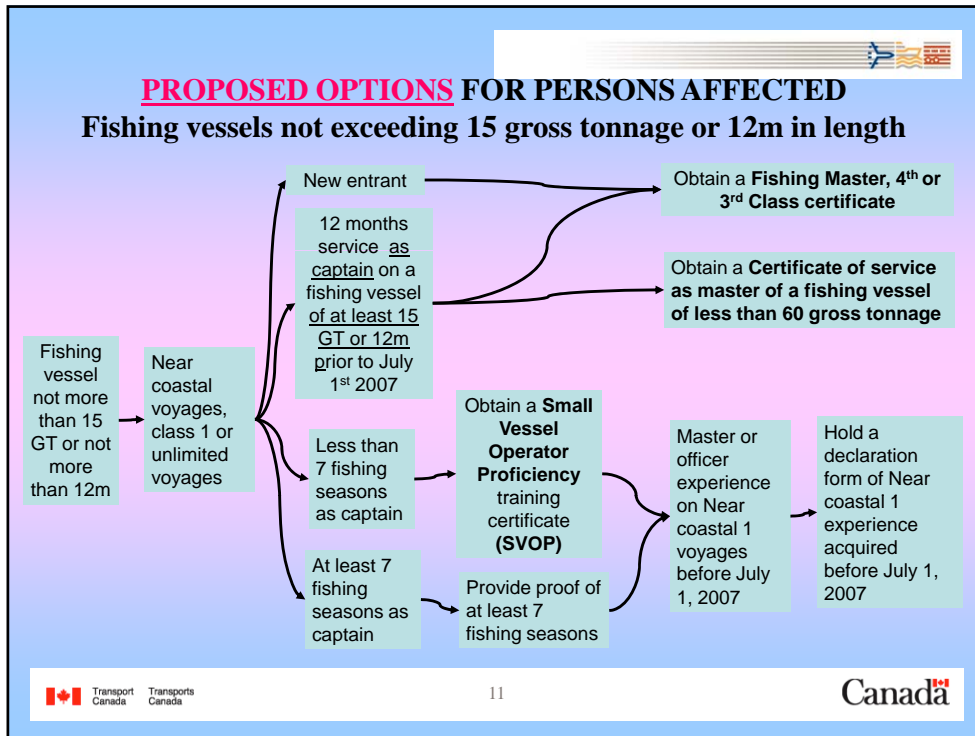 PROPOSED OPTIONS FOR PERSONS AFFECTED
Fishing vessels not exceeding 15 gross tonnage or 12m in length
Fishing
vessel
not more
than 15
GT or not
more
than 12m
Near
coastal
voyages,
class 1 or
unlimited
voyages
New entrant
12 months
service as
captain on a
fishing vessel
of at least 15
GT or 12m
prior to July
1st 2007
Less than
7 fishing
seasons
as captain
At least 7
fishing
seasons as
captain
Obtain a Fishing Master, 4th or
3rd Class certificate
Obtain a Certificate of service
as master of a fishing vessel
of less than 60 gross tonnage
Obtain a Small
Vessel
Operator
Proficiency
training
certificate
(SVOP)
Provide proof of
at least 7
fishing seasons
Master or
officer
experience
on Near
coastal 1
voyages
before July
1, 2007
Hold a
declaration
form of Near
coastal 1
experience
acquired
before July 1,
2007
Transport Transports
Canada Canada
11
Canada